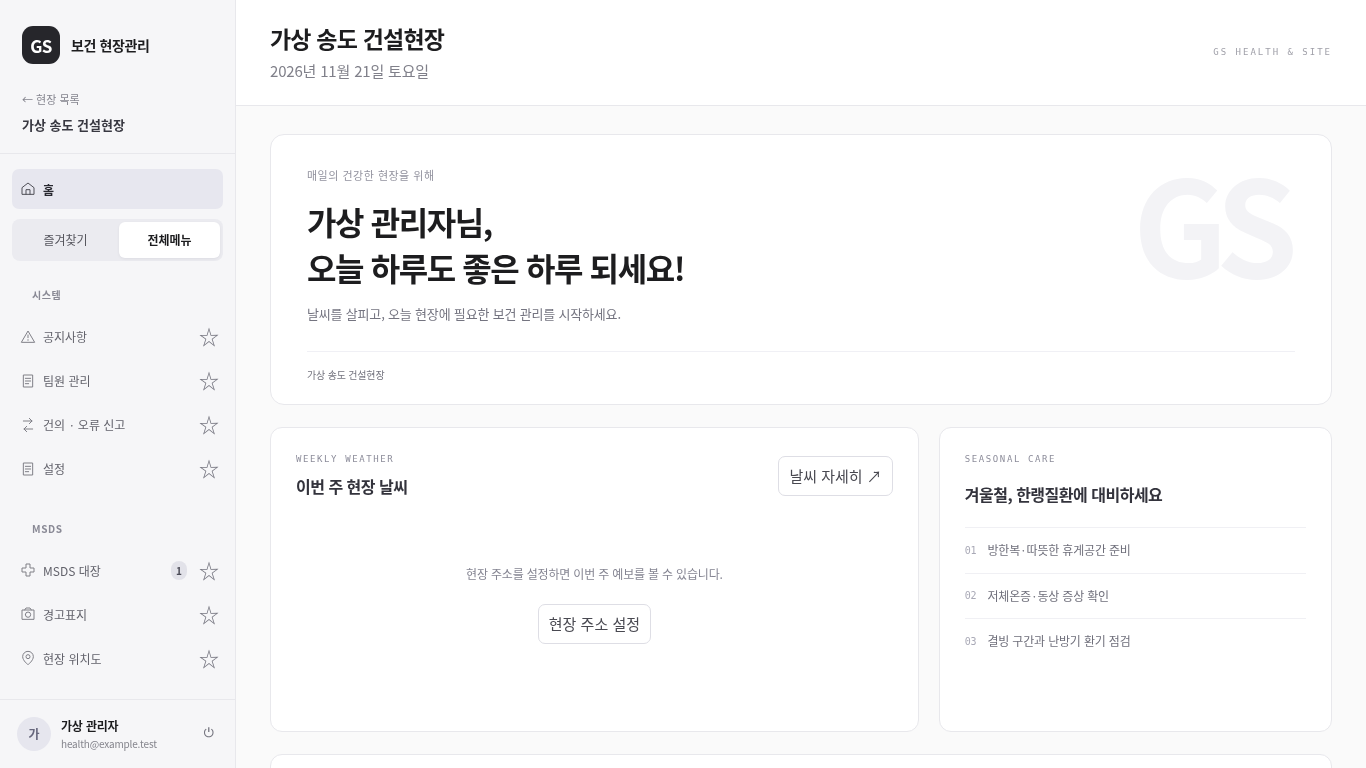 GS 보건 현장관리
← 현장 목록
가상 송도 건설현장
홈
즐겨찾기 전체메뉴
시스템
공지사항
팀원 관리
건의 · 오류 신고
설정
MSDS
MSDS 대장 1
경고표지
현장 위치도
가 가상 관리자
health@example.test
가상 송도 건설현장
2026년 11월 21일 토요일
GS HEALTH & SITE
매일의 건강한 현장을 위해
가상 관리자님,
오늘 하루도 좋은 하루 되세요!
날씨를 살피고, 오늘 현장에 필요한 보건 관리를 시작하세요.
가상 송도 건설현장
GS
WEEKLY WEATHER
이번 주 현장 날씨
날씨 자세히 ↗
현장 주소를 설정하면 이번 주 예보를 볼 수 있습니다.
현장 주소 설정
SEASONAL CARE
겨울철, 한랭질환에 대비하세요
01 방한복·따뜻한 휴게공간 준비
02 저체온증·동상 증상 확인
03 결빙 구간과 난방기 환기 점검